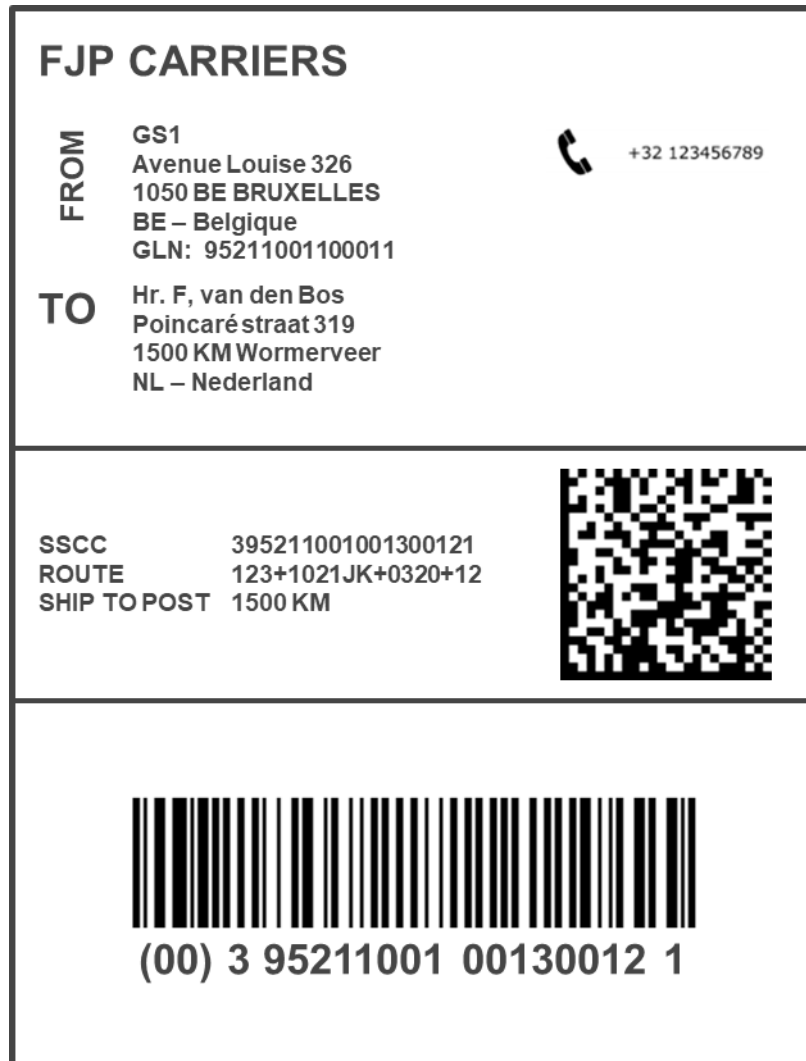 FJP CARRIERS
FROM
GS1
Avenue Louise 326
1050 BE BRUXELLES
BE – Belgique
GLN: 95211001100011
+32 123456789
TO
Hr. F, van den Bos
Poincaréstraat 319
1500 KM Wormerveer
NL – Nederland
SSCC 395211001001300121
ROUTE 123+1021JK+0320+12
SHIP TO POST 1500 KM
(00) 3 95211001 00130012 1